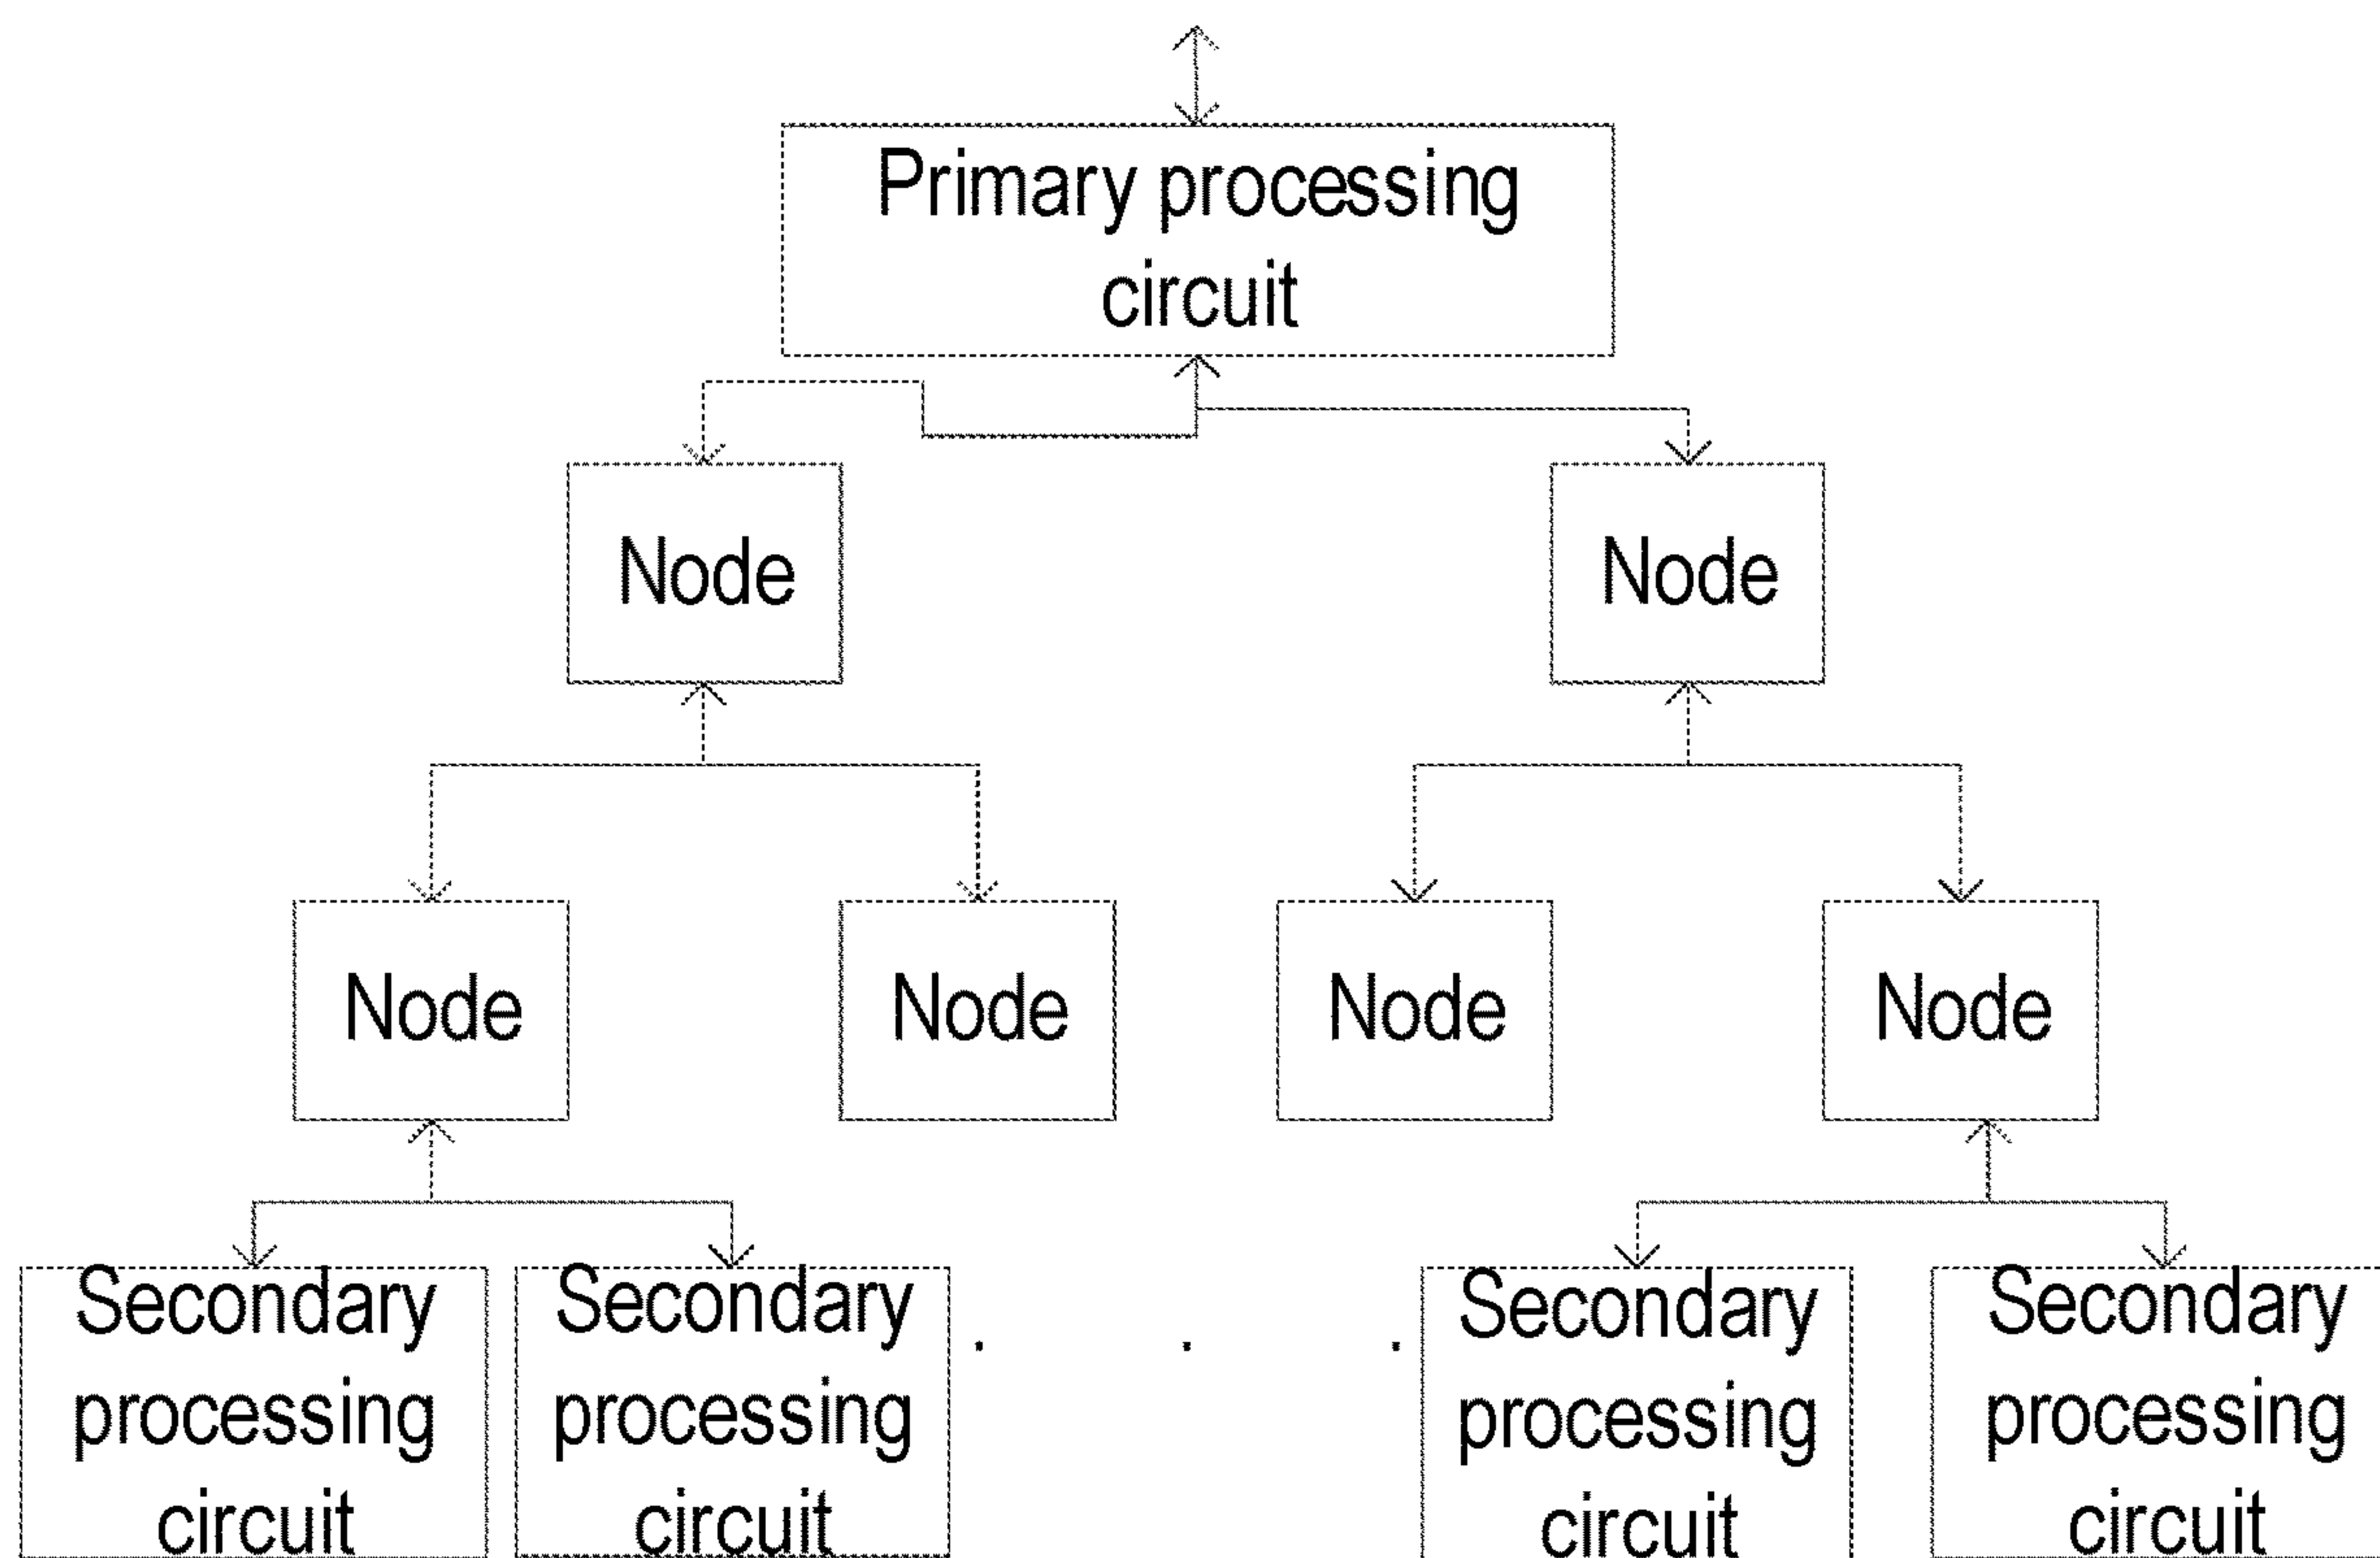 Primary processing
circuit
Node
Node
Node
Node
Node
Node
Secondary
processing
circuit
Secondary
processing
circuit
. . .
Secondary
processing
circuit
Secondary
processing
circuit